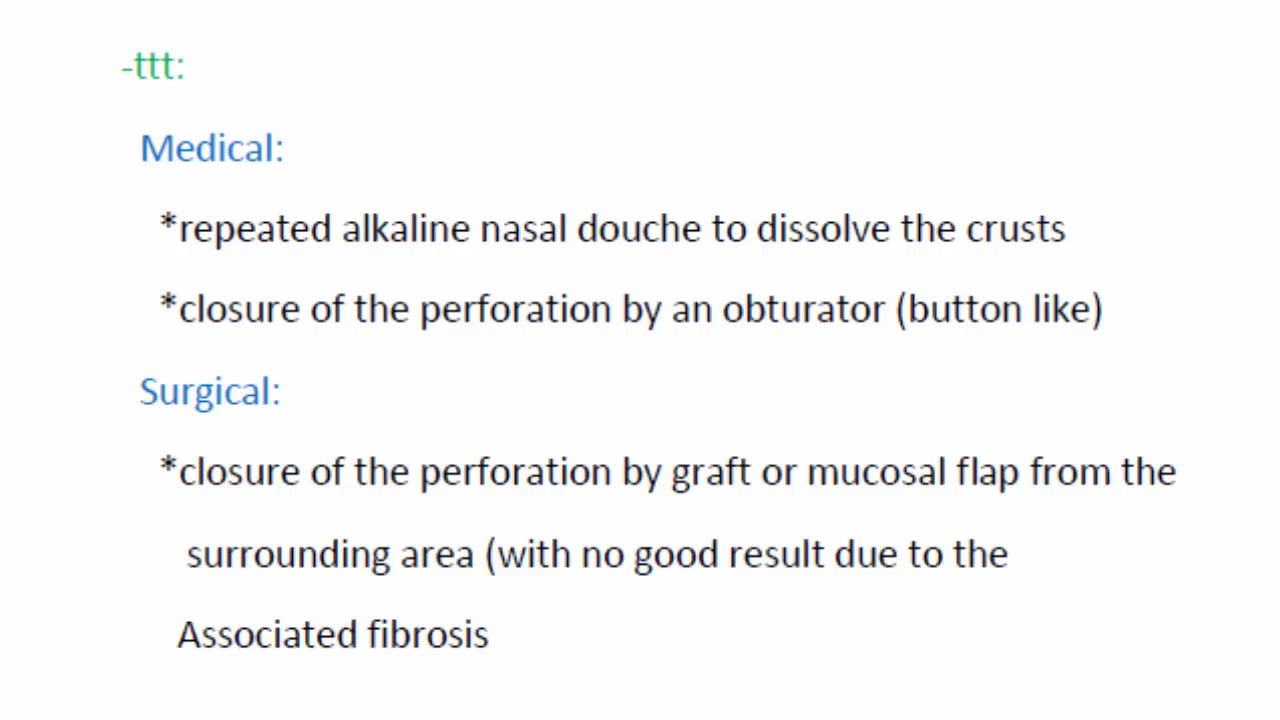 -ttt:
Medical:
*repeated alkaline nasal douche to dissolve the crusts
*closure of the perforation by an obturator (button like)
Surgical:
*closure of the perforation by graft or mucosal flap from the
surrounding area (with no good result due to the
Associated fibrosis